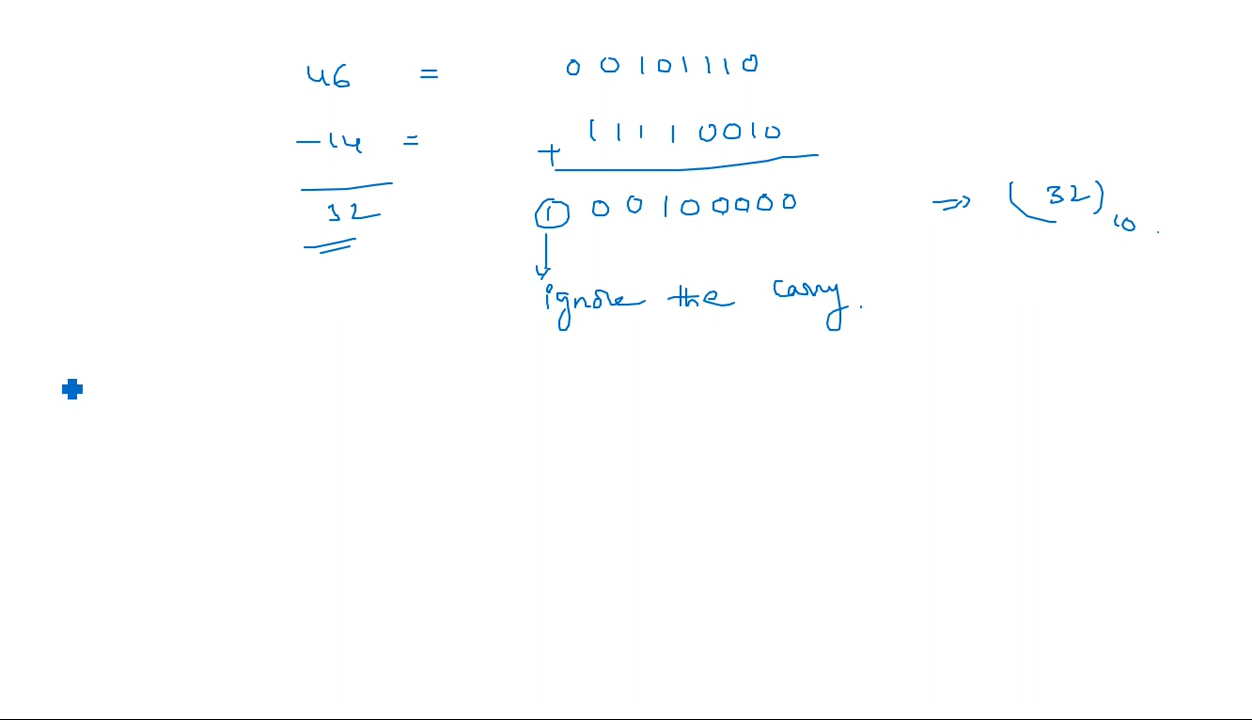 46 = 00101110
-14 = + 11110010
32 1 00100000 => (32)10
ignore the carry.